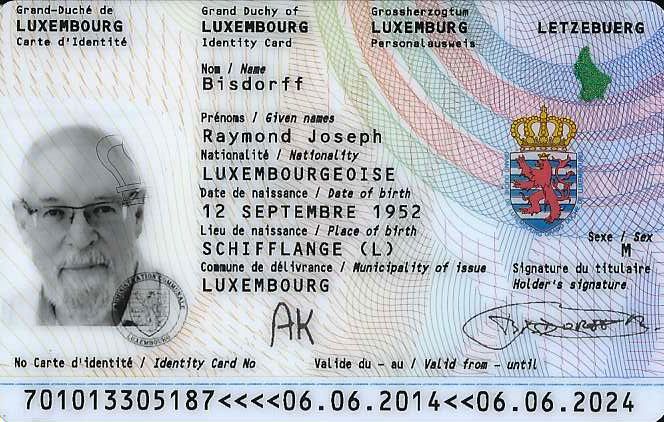 Grand-Duché de Grand Duchy of Grossherzogtum
LUXEMBOURG LUXEMBOURG LUXEMBURG LETZEBUERG
Carte d'Identité Identity Card Personalausweis
Nom / Name
Bisdorff
Prénoms / Given names
Raymond Joseph
Nationalité / Nationality
LUXEMBOURGEOISE
Date de naissance / Date of birth
12 SEPTEMBRE 1952
Lieu de naissance / Place of birth
SCHIFFLANGE (L)
Sexe / Sex
M
Commune de délivrance / Municipality of issue
LUXEMBOURG
Signature du titulaire
Holder's signature
ADMINISTRATION COMMUNALE
LUXEMBOURG
AK
No Carte d'identité / Identity Card No Valide du - au / Valid from - until
701013305187<<<<06.06.2014<<06.06.2024